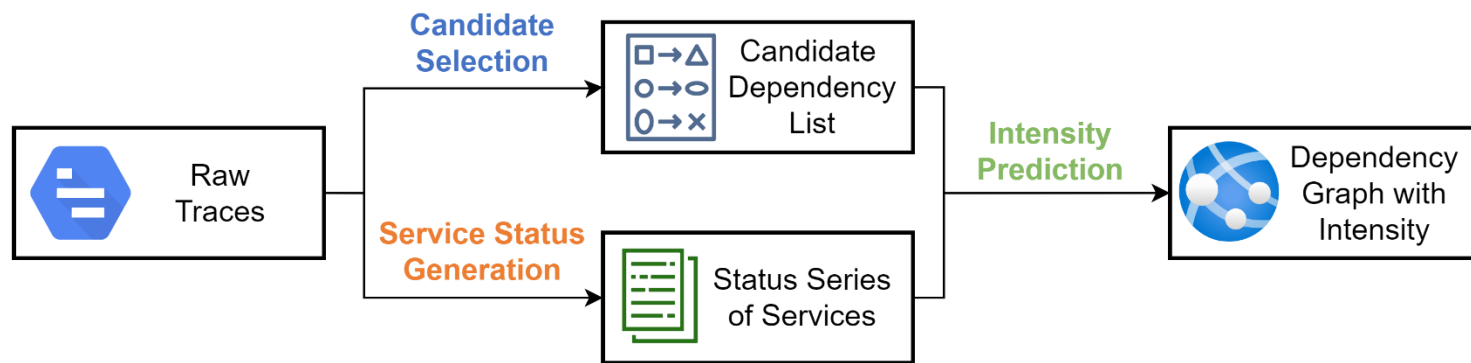 Raw
Traces
Candidate
Selection
Candidate
Dependency
List
Service Status
Generation
Status Series
of Services
Intensity
Prediction
Dependency
Graph with
Intensity